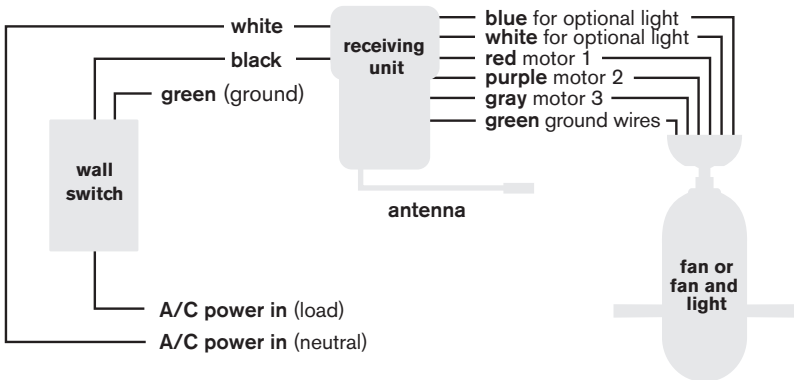 white
black
green (ground)
wall
switch
A/C power in (load)
A/C power in (neutral)
receiving
unit
antenna
blue for optional light
white for optional light
red motor 1
purple motor 2
gray motor 3
green ground wires
fan or
fan and
light